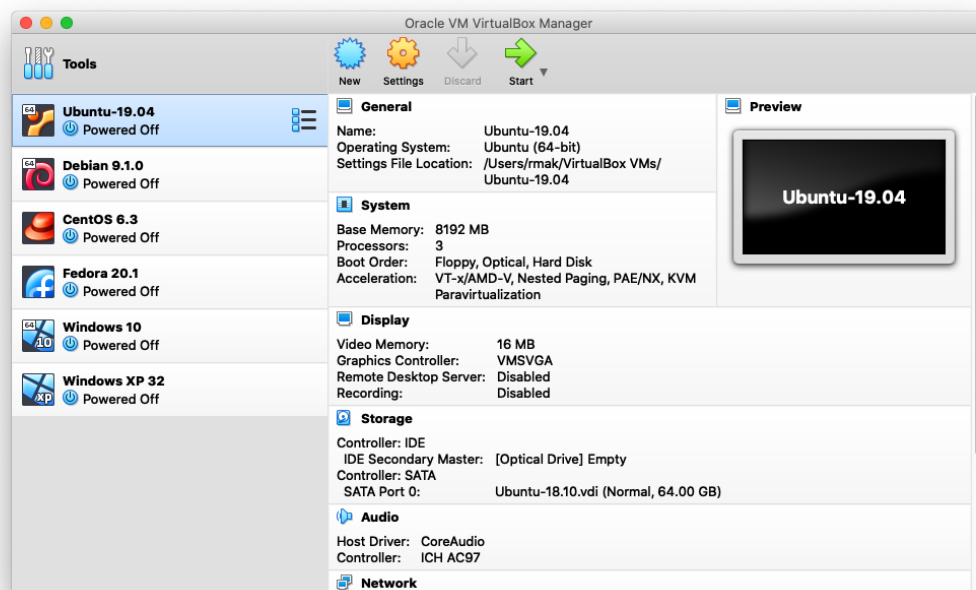 Oracle VM VirtualBox Manager
Tools
New Settings Discard Start
64
Ubuntu-19.04
Powered Off
64
Debian 9.1.0
Powered Off
CentOS 6.3
Powered Off
Fedora 20.1
Powered Off
64
10
Windows 10
Powered Off
XP
Windows XP 32
Powered Off
General
Name: Ubuntu-19.04
Operating System: Ubuntu (64-bit)
Settings File Location: /Users/rmak/VirtualBox VMs/
Ubuntu-19.04
Preview
Ubuntu-19.04
System
Base Memory: 8192 MB
Processors: 3
Boot Order: Floppy, Optical, Hard Disk
Acceleration: VT-x/AMD-V, Nested Paging, PAE/NX, KVM
Paravirtualization
Display
Video Memory: 16 MB
Graphics Controller: VMSVGA
Remote Desktop Server: Disabled
Recording: Disabled
Storage
Controller: IDE
IDE Secondary Master: [Optical Drive] Empty
Controller: SATA
SATA Port 0: Ubuntu-18.10.vdi (Normal, 64.00 GB)
Audio
Host Driver: CoreAudio
Controller: ICH AC97
Network